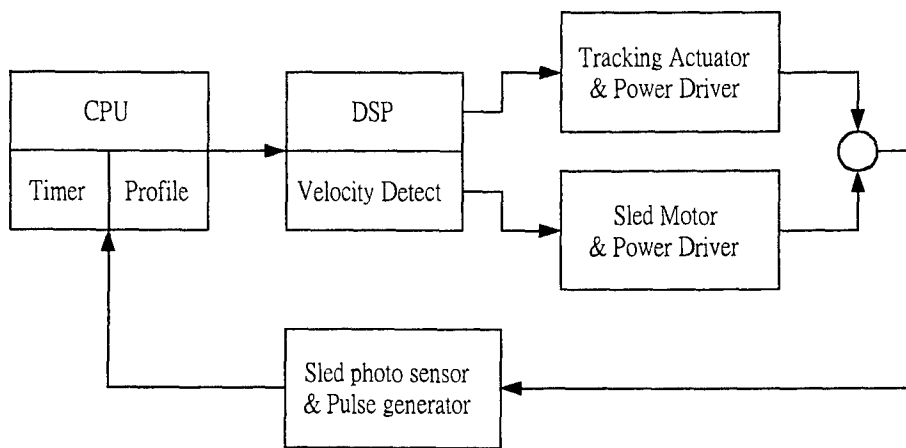 CPU
Timer
Profile
DSP
Velocity Detect
Tracking Actuator
& Power Driver
Sled Motor
& Power Driver
Sled photo sensor
& Pulse generator